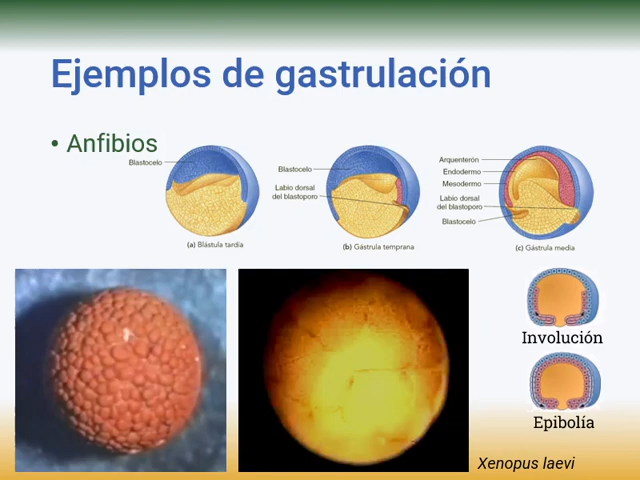 Ejemplos de gastrulación
• Anfibios
Blastocelo
(a) Blástula tardía
Blastocelo
Labio dorsal
del blastoporo
(b) Gástrula temprana
Arquenterón
Endodermo
Mesodermo
Labio dorsal
del blastoporo
Blastocelo
(c) Gástrula media
Involución
Epibolía
Xenopus laevi